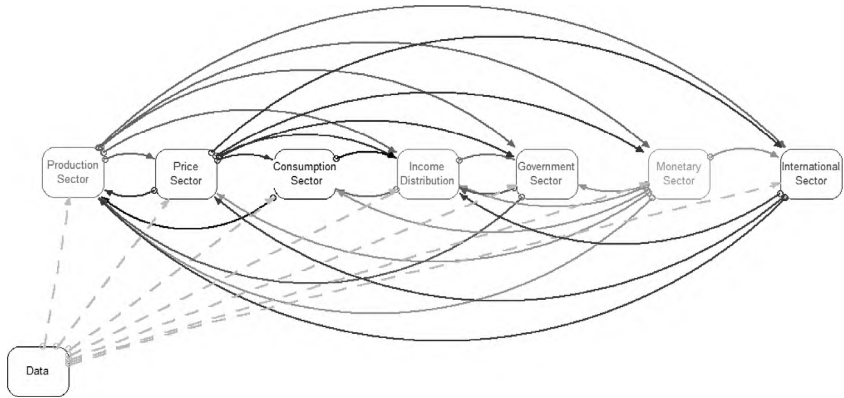 Production
Sector
Price
Sector
Consumption
Sector
Income
Distribution
Government
Sector
Monetary
Sector
International
Sector
Data